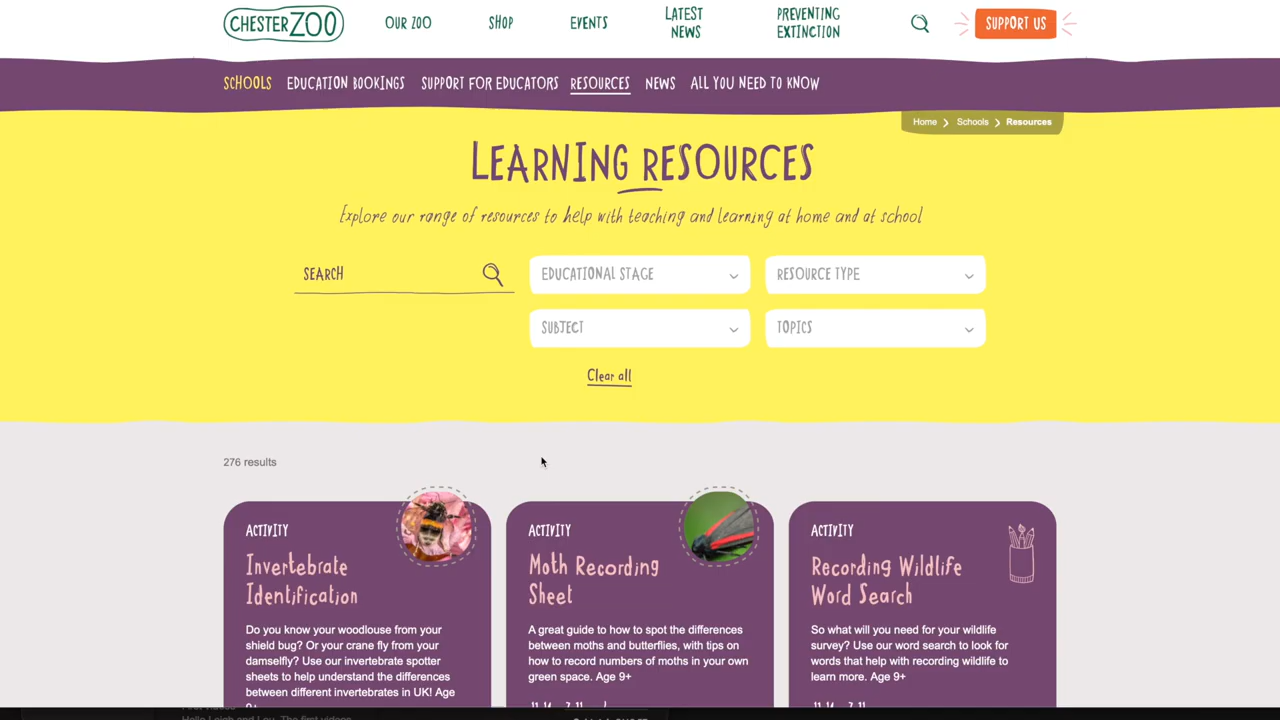 CHESTER ZOO
OUR ZOO
SHOP
EVENTS
LATEST
NEWS
PREVENTING
EXTINCTION
SUPPORT US
SCHOOLS
EDUCATION BOOKINGS
SUPPORT FOR EDUCATORS
RESOURCES
NEWS
ALL YOU NEED TO KNOW
Home > Schools > Resources
LEARNING RESOURCES
Explore our range of resources to help with teaching and learning at home and at school
SEARCH
EDUCATIONAL STAGE
RESOURCE TYPE
SUBJECT
TOPICS
Clear all
276 results
ACTIVITY
Invertebrate
Identification
Do you know your woodlouse from your
shield bug? Or your crane fly from your
damselfly? Use our invertebrate spotter
sheets to help understand the differences
between different invertebrates in UK! Age
9+
ACTIVITY
Moth Recording
Sheet
A great guide to how to spot the differences
between moths and butterflies, with tips on
how to record numbers of moths in your own
green space. Age 9+
ACTIVITY
Recording Wildlife
Word Search
So what will you need for your wildlife
survey? Use our word search to look for
words that help with recording wildlife to
learn more. Age 9+